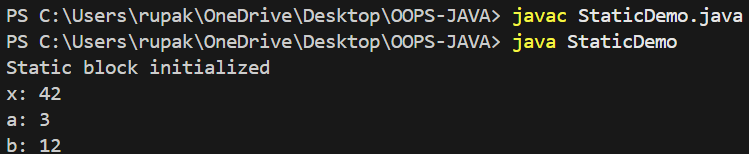 PS C:\Users\rupak\OneDrive\Desktop\OOPS-JAVA> javac StaticDemo.java
PS C:\Users\rupak\OneDrive\Desktop\OOPS-JAVA> java StaticDemo
Static block initialized
x: 42
a: 3
b: 12